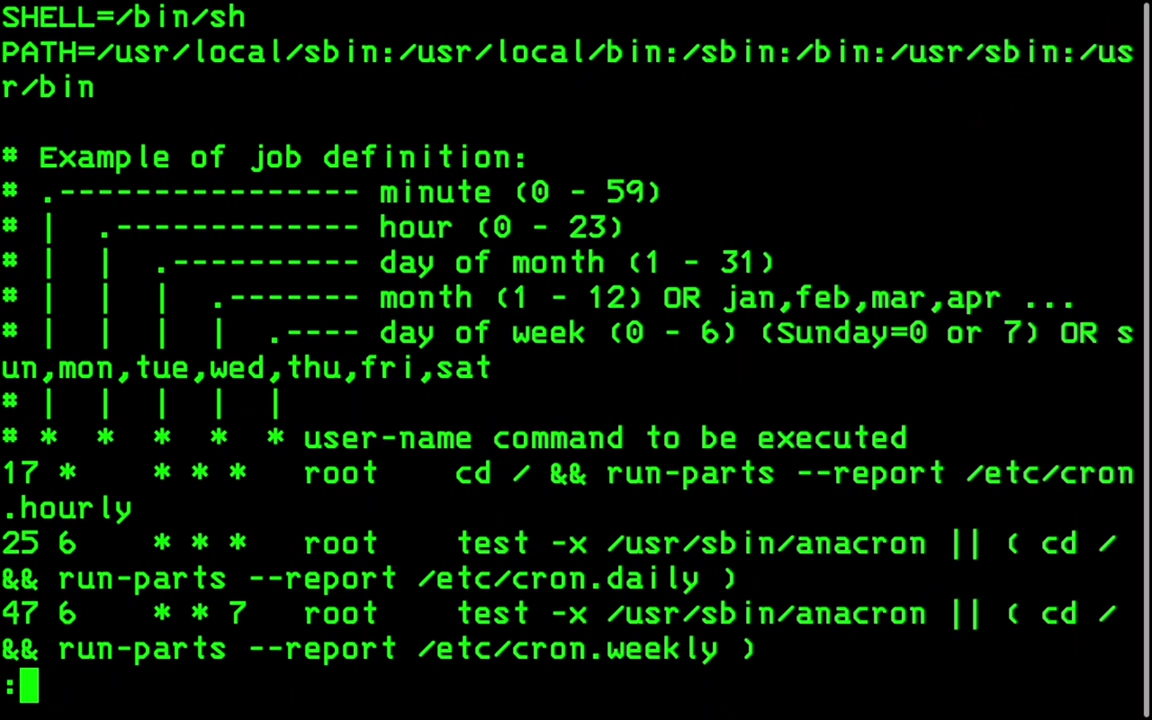 SHELL=/bin/sh
PATH=/usr/local/sbin:/usr/local/bin:/sbin:/bin:/usr/sbin:/us
r/bin

# Example of job definition:
# .---------------- minute (0 - 59)
# |  .------------- hour (0 - 23)
# |  |  .---------- day of month (1 - 31)
# |  |  |  .------- month (1 - 12) OR jan,feb,mar,apr ...
# |  |  |  |  .---- day of week (0 - 6) (Sunday=0 or 7) OR s
un,mon,tue,wed,thu,fri,sat
# |  |  |  |  |
# *  *  *  *  * user-name command to be executed
17 *    * * *   root    cd / && run-parts --report /etc/cron
.hourly
25 6    * * *   root    test -x /usr/sbin/anacron || ( cd /
&& run-parts --report /etc/cron.daily )
47 6    * * 7   root    test -x /usr/sbin/anacron || ( cd /
&& run-parts --report /etc/cron.weekly )
: